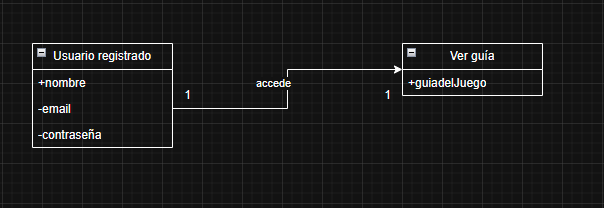 Usuario registrado
+nombre
-email
-contraseña
1
accede
1
Ver guía
+guiadelJuego